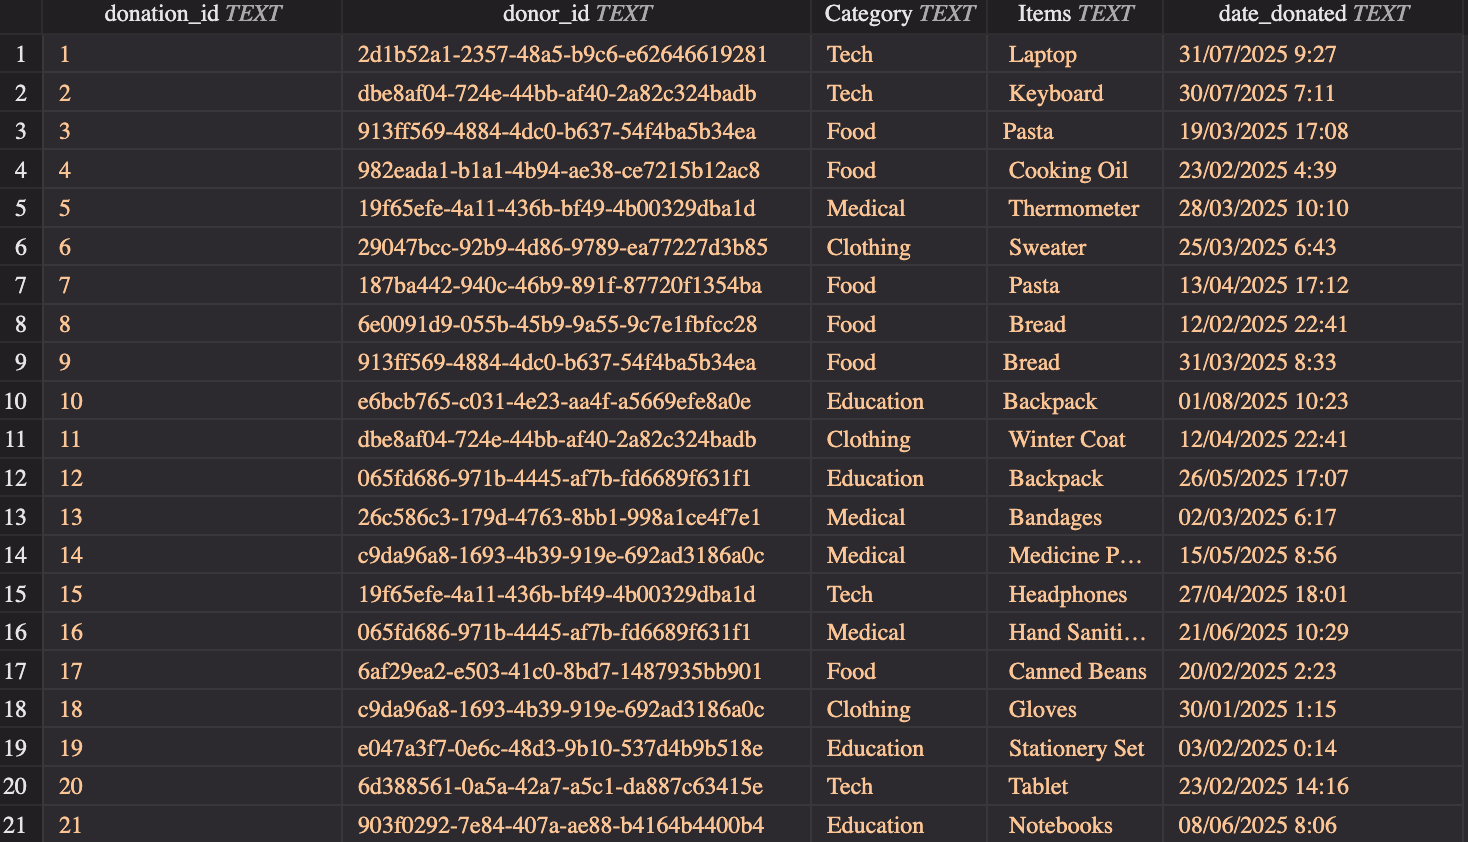 donation_id TEXT donor_id TEXT Category TEXT Items TEXT date_donated TEXT
1 1 2d1b52a1-2357-48a5-b9c6-e62646619281 Tech Laptop 31/07/2025 9:27
2 2 dbe8af04-724e-44bb-af40-2a82c324badb Tech Keyboard 30/07/2025 7:11
3 3 913ff569-4884-4dc0-b637-54f4ba5b34ea Food Pasta 19/03/2025 17:08
4 4 982eada1-b1a1-4b94-ae38-ce7215b12ac8 Food Cooking Oil 23/02/2025 4:39
5 5 19f65efe-4a11-436b-bf49-4b00329dba1d Medical Thermometer 28/03/2025 10:10
6 6 29047bcc-92b9-4d86-9789-ea77227d3b85 Clothing Sweater 25/03/2025 6:43
7 7 187ba442-940c-46b9-891f-87720f1354ba Food Pasta 13/04/2025 17:12
8 8 6e0091d9-055b-45b9-9a55-9c7e1fbfcc28 Food Bread 12/02/2025 22:41
9 9 913ff569-4884-4dc0-b637-54f4ba5b34ea Food Bread 31/03/2025 8:33
10 10 e6bcb765-c031-4e23-aa4f-a5669efe8a0e Education Backpack 01/08/2025 10:23
11 11 dbe8af04-724e-44bb-af40-2a82c324badb Clothing Winter Coat 12/04/2025 22:41
12 12 065fd686-971b-4445-af7b-fd6689f631f1 Education Backpack 26/05/2025 17:07
13 13 26c586c3-179d-4763-8bb1-998a1ce4f7e1 Medical Bandages 02/03/2025 6:17
14 14 c9da96a8-1693-4b39-919e-692ad3186a0c Medical Medicine P… 15/05/2025 8:56
15 15 19f65efe-4a11-436b-bf49-4b00329dba1d Tech Headphones 27/04/2025 18:01
16 16 065fd686-971b-4445-af7b-fd6689f631f1 Medical Hand Saniti… 21/06/2025 10:29
17 17 6af29ea2-e503-41c0-8bd7-1487935bb901 Food Canned Beans 20/02/2025 2:23
18 18 c9da96a8-1693-4b39-919e-692ad3186a0c Clothing Gloves 30/01/2025 1:15
19 19 e047a3f7-0e6c-48d3-9b10-537d4b9b518e Education Stationery Set 03/02/2025 0:14
20 20 6d388561-0a5a-42a7-a5c1-da887c63415e Tech Tablet 23/02/2025 14:16
21 21 903f0292-7e84-407a-ae88-b4164b4400b4 Education Notebooks 08/06/2025 8:06